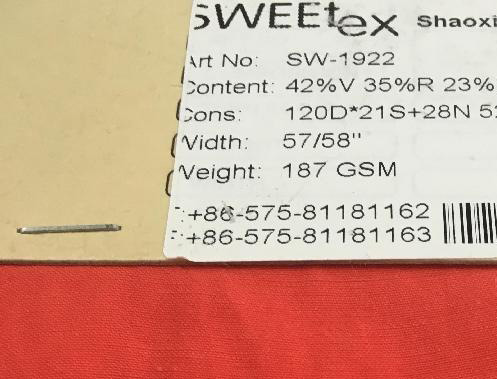 SWEEtex Shaoxi
Art No: SW-1922
Content: 42%V 35%R 23%
Cons: 120D*21S+28N 5
Width: 57/58"
Weight: 187 GSM
:+86-575-81181162
:+86-575-81181163